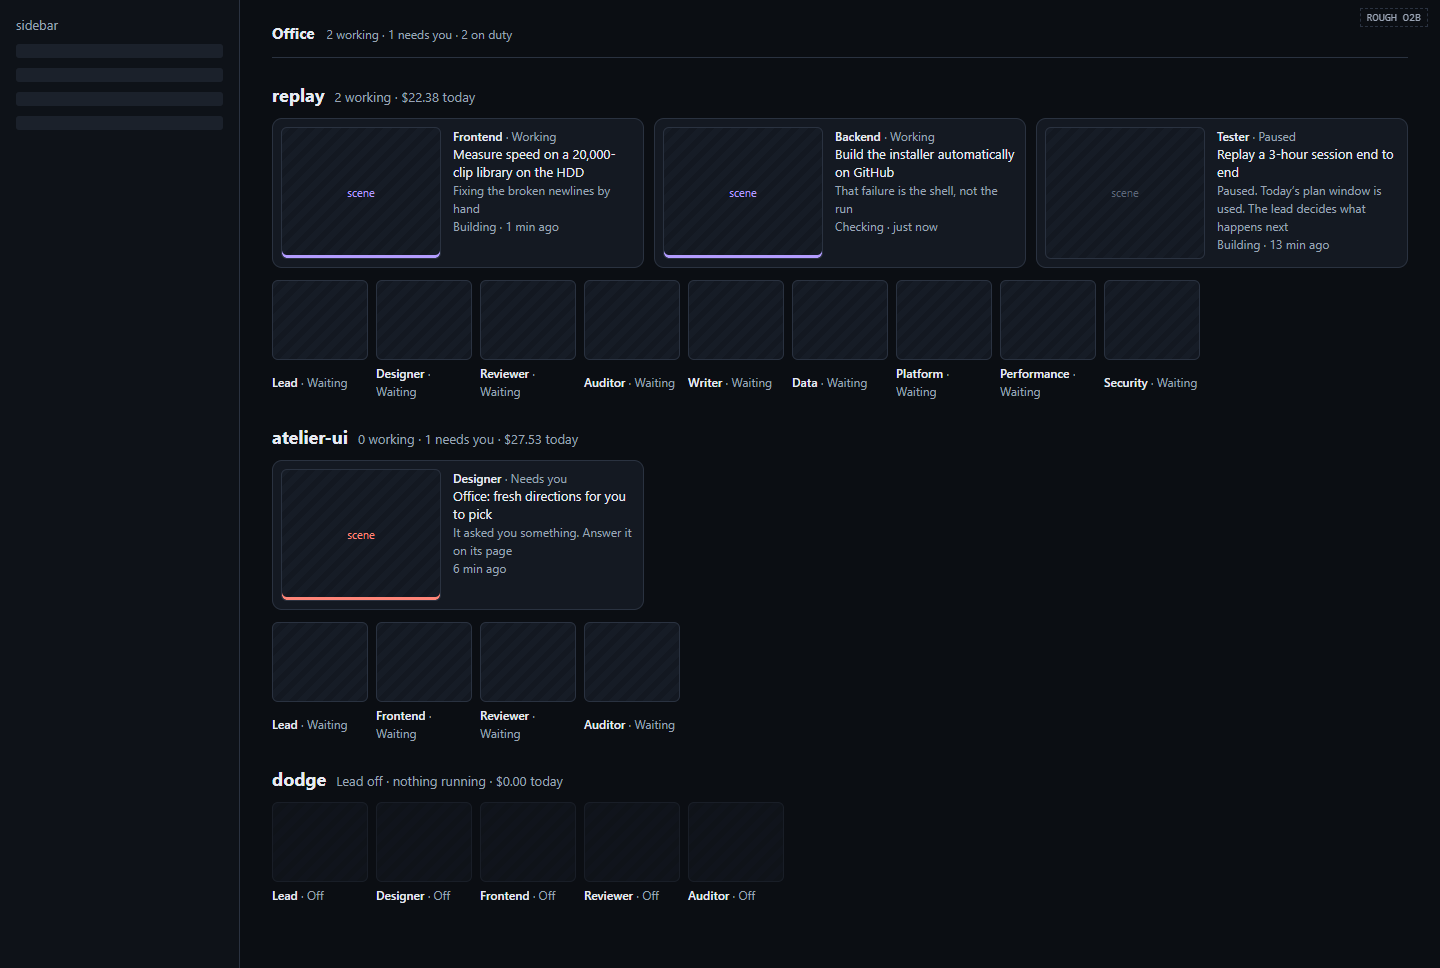 sidebar
ROUGH O2B
Office 2 working · 1 needs you · 2 on duty
replay 2 working · $22.38 today
scene
Frontend · Working
Measure speed on a 20,000-
clip library on the HDD
Fixing the broken newlines by
hand
Building · 1 min ago
scene
Backend · Working
Build the installer automatically
on GitHub
That failure is the shell, not the
run
Checking · just now
scene
Tester · Paused
Replay a 3-hour session end to
end
Paused. Today’s plan window is
used. The lead decides what
happens next
Building · 13 min ago
Lead · Waiting
Designer ·
Waiting
Reviewer ·
Waiting
Auditor · Waiting
Writer · Waiting
Data · Waiting
Platform ·
Waiting
Performance ·
Waiting
Security · Waiting
atelier-ui 0 working · 1 needs you · $27.53 today
scene
Designer · Needs you
Office: fresh directions for you
to pick
It asked you something. Answer it
on its page
6 min ago
Lead · Waiting
Frontend ·
Waiting
Reviewer ·
Waiting
Auditor · Waiting
dodge Lead off · nothing running · $0.00 today
Lead · Off
Designer · Off
Frontend · Off
Reviewer · Off
Auditor · Off